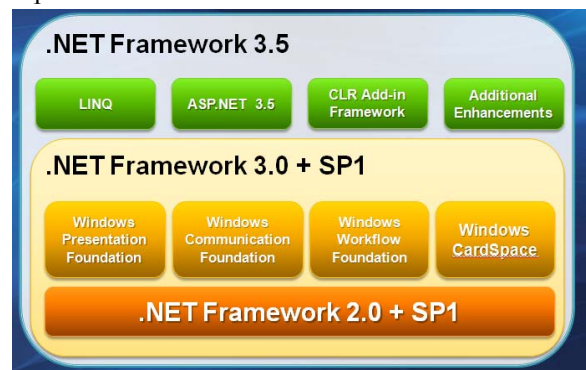 .NET Framework 3.5
LINQ
ASP.NET 3.5
CLR Add-in
Framework
Additional
Enhancements
.NET Framework 3.0 + SP1
Windows
Presentation
Foundation
Windows
Communication
Foundation
Windows
Workflow
Foundation
Windows
CardSpace
.NET Framework 2.0 + SP1